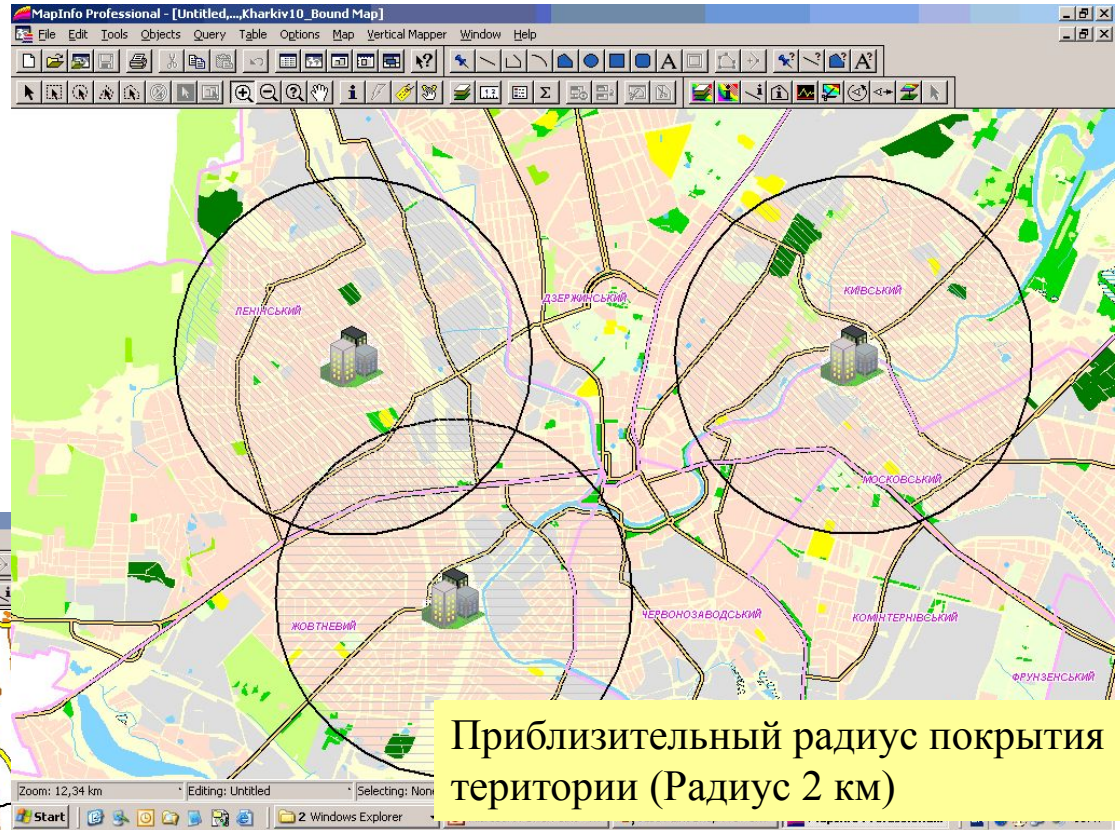 MapInfo Professional - [Untitled,...,Kharkiv10_Bound Map]
File Edit Tools Objects Query Table Options Map Vertical Mapper Window Help
ЛЕНІНСЬКИЙ
ДЗЕРЖИНСЬКИЙ
КИЇВСЬКИЙ
МОСКОВСЬКИЙ
ЖОВТНЕВИЙ
ЧЕРВОНОЗАВОДСЬКИЙ
КОМІНТЕРНІВСЬКИЙ
ФРУНЗЕНСЬКИЙ
Приблизительный радиус покрытия
територии (Радиус 2 км)
Zoom: 12,34 km Editing: Untitled Selecting: None
Start 2 Windows Explorer